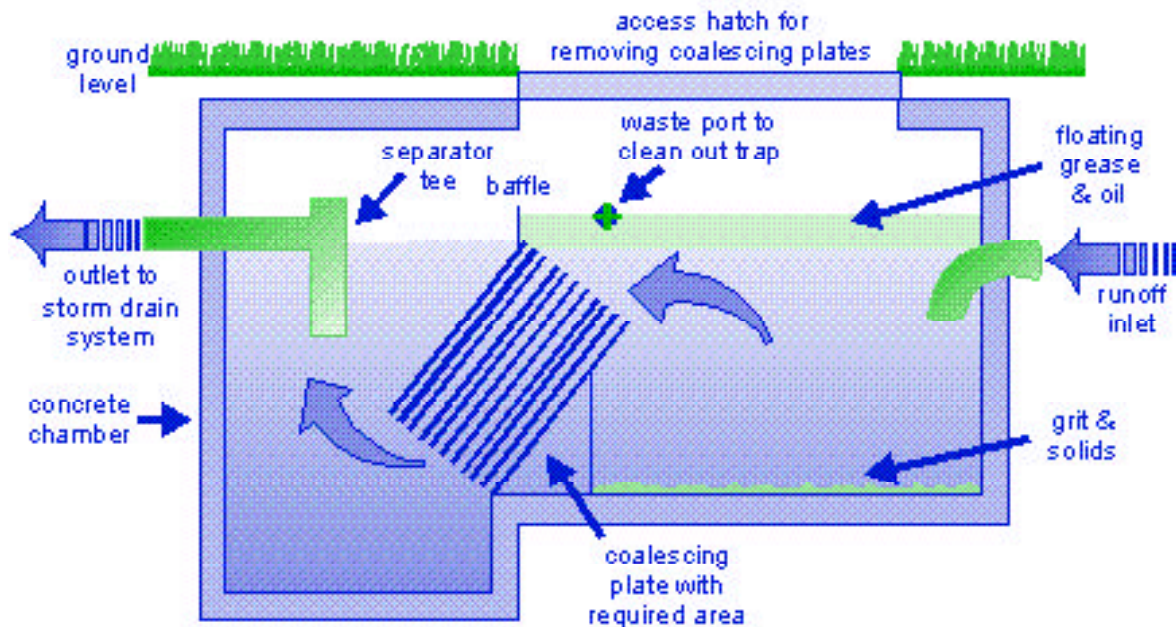 access hatch for
removing coalescing plates
ground
level
waste port to
clean out trap
separator
tee
baffle
floating
grease
& oil
outlet to
storm drain
system
runoff
inlet
concrete
chamber
grit &
solids
coalescing
plate with
required area